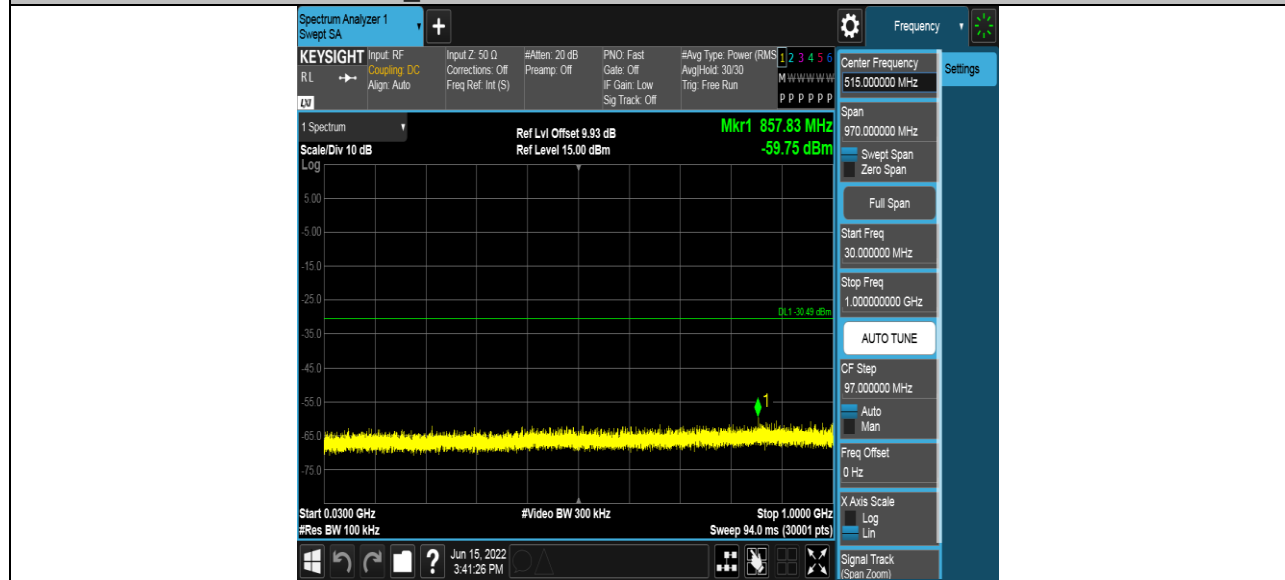 Spectrum Analyzer 1
Swept SA
+
Frequency
KEYSIGHT
RL
LXI
Input: RF
Coupling: DC
Align: Auto
Input Z: 50 Ω
Corrections: Off
Freq Ref: Int (S)
#Atten: 20 dB
Preamp: Off
PNO: Fast
Gate: Off
IF Gain: Low
Sig Track: Off
#Avg Type: Power (RMS
Avg|Hold: 30/30
Trig: Free Run
1 2 3 4 5 6
M W W W W W
P P P P P P
1 Spectrum
Scale/Div 10 dB
Log
Ref Lvl Offset 9.93 dB
Ref Level 15.00 dBm
Mkr1 857.83 MHz
-59.75 dBm
5.00
-5.00
-15.0
-25.0
DL1 -30.49 dBm
-35.0
-45.0
-55.0
1
-65.0
-75.0
Start 0.0300 GHz
#Res BW 100 kHz
#Video BW 300 kHz
Stop 1.0000 GHz
Sweep 94.0 ms (30001 pts)
?
Jun 15, 2022
3:41:26 PM
Center Frequency
515.000000 MHz
Settings
Span
970.000000 MHz
Swept Span
Zero Span
Full Span
Start Freq
30.000000 MHz
Stop Freq
1.000000000 GHz
AUTO TUNE
CF Step
97.000000 MHz
Auto
Man
Freq Offset
0 Hz
X Axis Scale
Log
Lin
Signal Track
(Span Zoom)